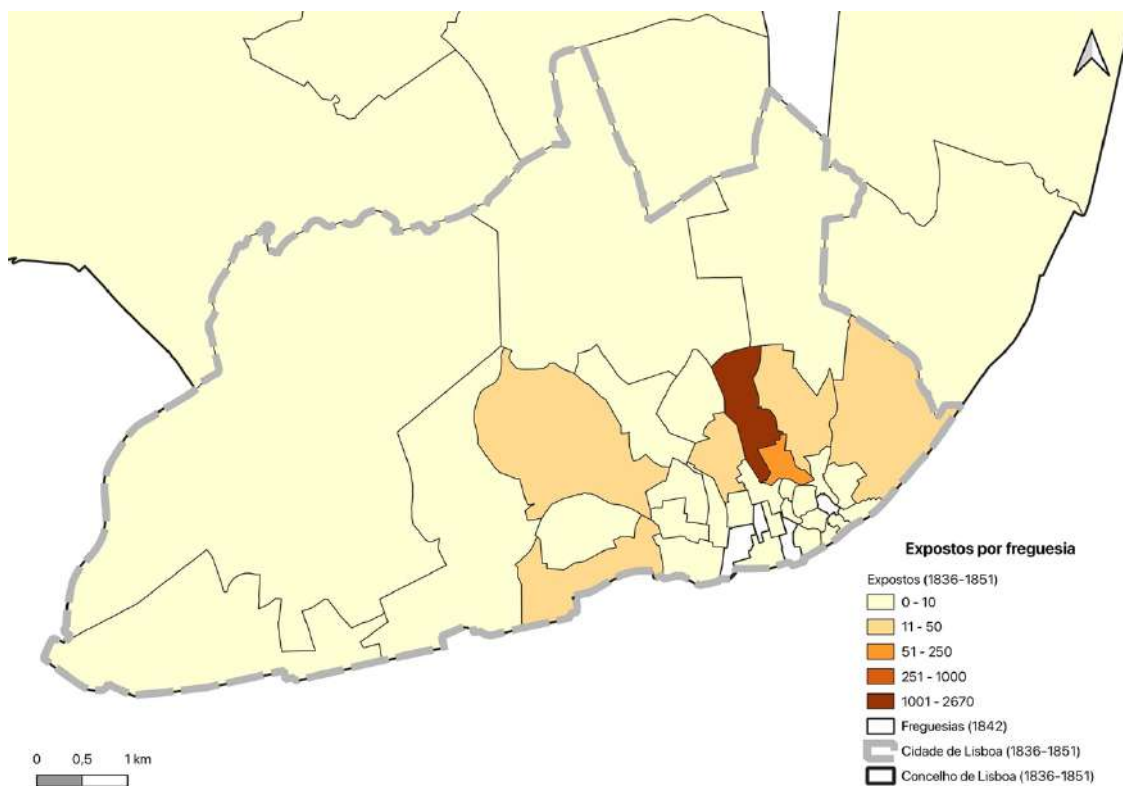 Expostos por freguesia
Expostos (1836-1851)
0 - 10
11 - 50
51 - 250
251 - 1000
1001 - 2670
Freguesias (1842)
Cidade de Lisboa (1836-1851)
Concelho de Lisboa (1836-1851)
0 0,5 1 km